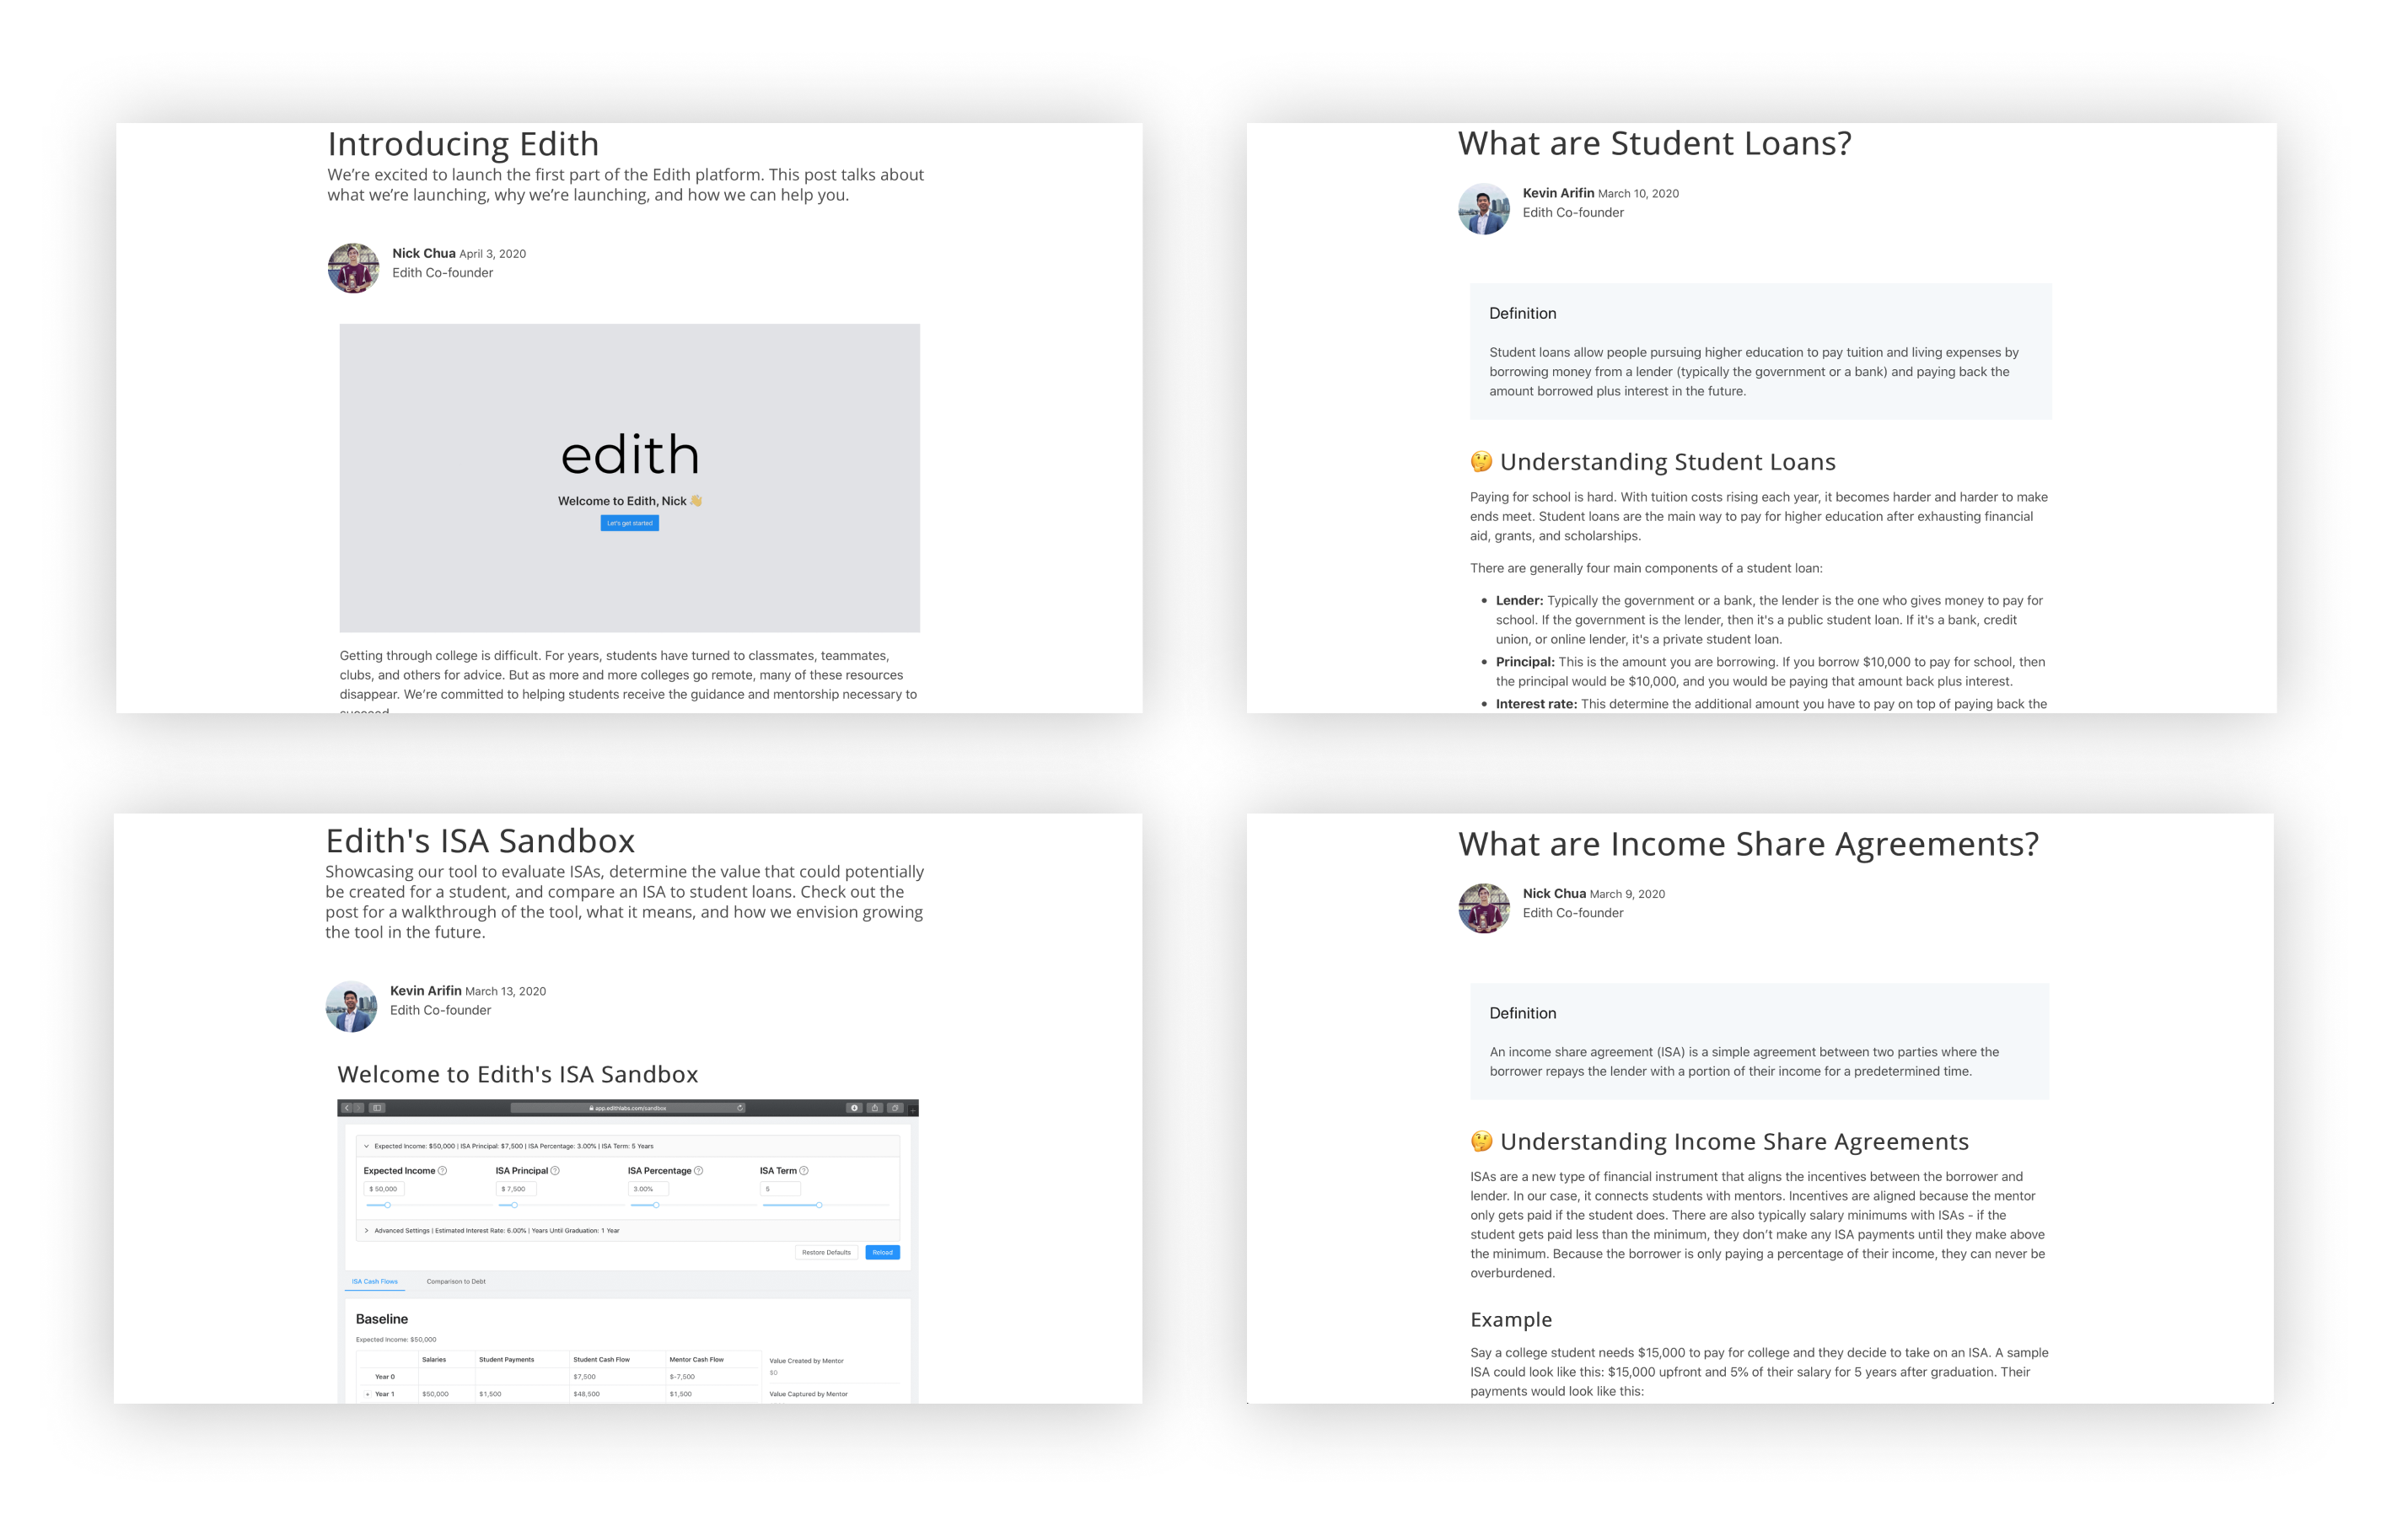 Introducing Edith
We’re excited to launch the first part of the Edith platform. This post talks about
what we’re launching, why we’re launching, and how we can help you.
Nick Chua April 3, 2020
Edith Co-founder
edith
Welcome to Edith, Nick 👋
Let's get started
Getting through college is difficult. For years, students have turned to classmates, teammates,
clubs, and others for advice. But as more and more colleges go remote, many of these resources
disappear. We’re committed to helping students receive the guidance and mentorship necessary to
succeed
What are Student Loans?
Kevin Arifin March 10, 2020
Edith Co-founder
Definition
Student loans allow people pursuing higher education to pay tuition and living expenses by
borrowing money from a lender (typically the government or a bank) and paying back the
amount borrowed plus interest in the future.
🤔 Understanding Student Loans
Paying for school is hard. With tuition costs rising each year, it becomes harder and harder to make
ends meet. Student loans are the main way to pay for higher education after exhausting financial
aid, grants, and scholarships.
There are generally four main components of a student loan:
• Lender: Typically the government or a bank, the lender is the one who gives money to pay for
school. If the government is the lender, then it's a public student loan. If it's a bank, credit
union, or online lender, it's a private student loan.
• Principal: This is the amount you are borrowing. If you borrow $10,000 to pay for school, then
the principal would be $10,000, and you would be paying that amount back plus interest.
• Interest rate: This determine the additional amount you have to pay on top of paying back the
Edith's ISA Sandbox
Showcasing our tool to evaluate ISAs, determine the value that could potentially
be created for a student, and compare an ISA to student loans. Check out the
post for a walkthrough of the tool, what it means, and how we envision growing
the tool in the future.
Kevin Arifin March 13, 2020
Edith Co-founder
Welcome to Edith's ISA Sandbox
app.edithlabs.com/sandbox
Expected Income: $50,000 | ISA Principal: $7,500 | ISA Percentage: 3.00% | ISA Term: 5 Years
Expected Income ISA Principal ISA Percentage ISA Term
$ 50,000 $ 7,500 3.00% 5
Advanced Settings | Estimated Interest Rate: 6.00% | Years Until Graduation: 1 Year
Restore Defaults Reload
ISA Cash Flows Comparison to Debt
Baseline
Expected Income: $50,000
Salaries Student Payments Student Cash Flow Mentor Cash Flow
Year 0 $7,500 $-7,500
Year 1 $50,000 $1,500 $48,500 $1,500
Value Created by Mentor
$0
Value Captured by Mentor
What are Income Share Agreements?
Nick Chua March 9, 2020
Edith Co-founder
Definition
An income share agreement (ISA) is a simple agreement between two parties where the
borrower repays the lender with a portion of their income for a predetermined time.
🤔 Understanding Income Share Agreements
ISAs are a new type of financial instrument that aligns the incentives between the borrower and
lender. In our case, it connects students with mentors. Incentives are aligned because the mentor
only gets paid if the student does. There are also typically salary minimums with ISAs - if the
student gets paid less than the minimum, they don’t make any ISA payments until they make above
the minimum. Because the borrower is only paying a percentage of their income, they can never be
overburdened.
Example
Say a college student needs $15,000 to pay for college and they decide to take on an ISA. A sample
ISA could look like this: $15,000 upfront and 5% of their salary for 5 years after graduation. Their
payments would look like this: